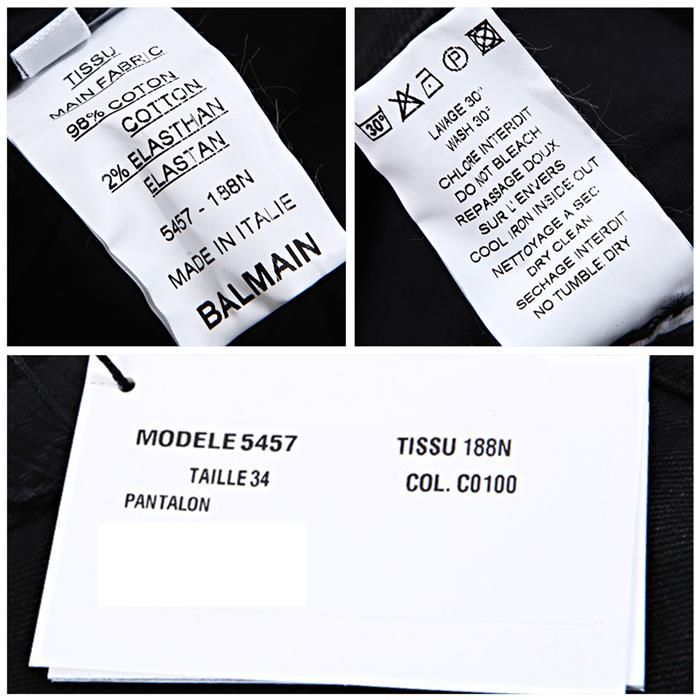 TISSU
MAIN FABRIC
98% COTON
COTTON
2% ELASTHAN
ELASTAN
5457 - 188N
MADE IN ITALIE
BALMAIN
30°
P
LAVAGE 30°
WASH 30°
CHLORE INTERDIT
DO NOT BLEACH
REPASSAGE DOUX
SUR L'ENVERS
COOL IRON INSIDE: OUT
NETTOYAGE A SEC
DRY CLEAN
SECHAGE INTERDIT
NO TUMBLE DRY
MODELE 5457
TAILLE 34
PANTALON
TISSU 188N
COL. C0100